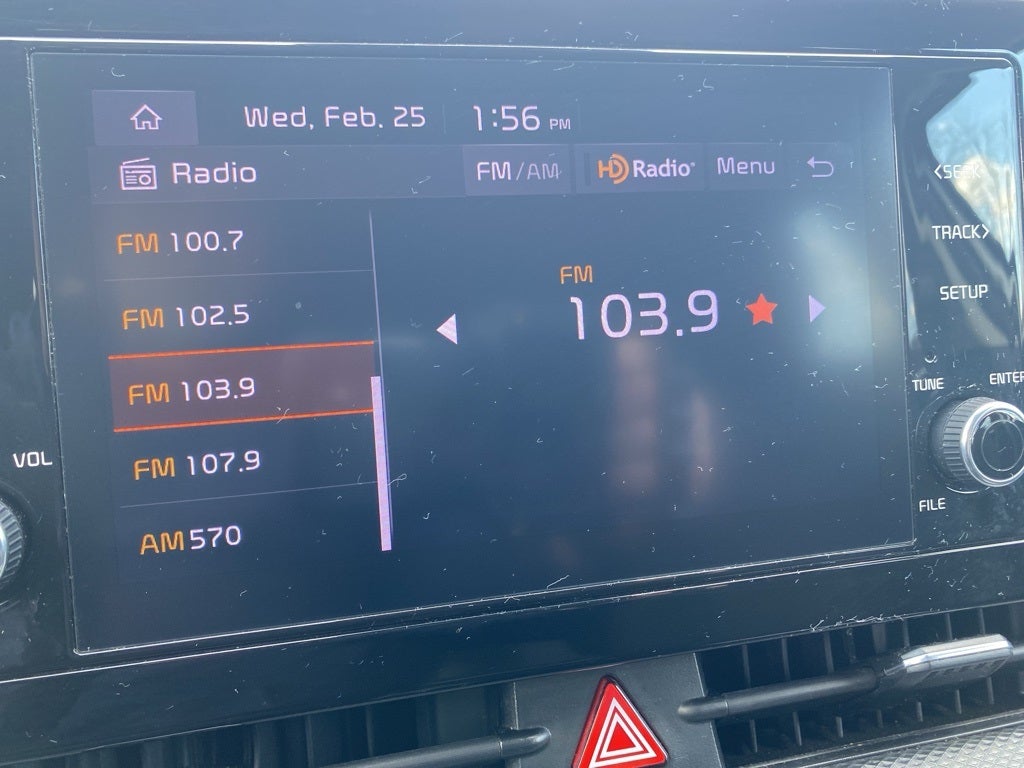 Wed, Feb. 25 1:56 PM
Radio FM/AM HD Radio Menu
FM 100.7
FM 102.5
FM 103.9
FM 107.9
AM 570
FM
103.9
VOL
<SEEK
TRACK>
SETUP
TUNE ENTER
FILE